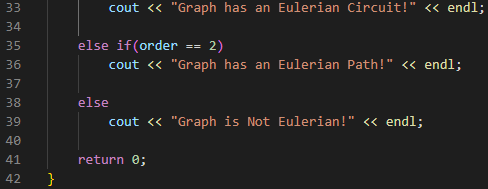 33 cout << "Graph has an Eulerian Circuit!" << endl;
34
35 else if(order == 2)
36 cout << "Graph has an Eulerian Path!" << endl;
37
38 else
39 cout << "Graph is Not Eulerian!" << endl;
40
41 return 0;
42 }